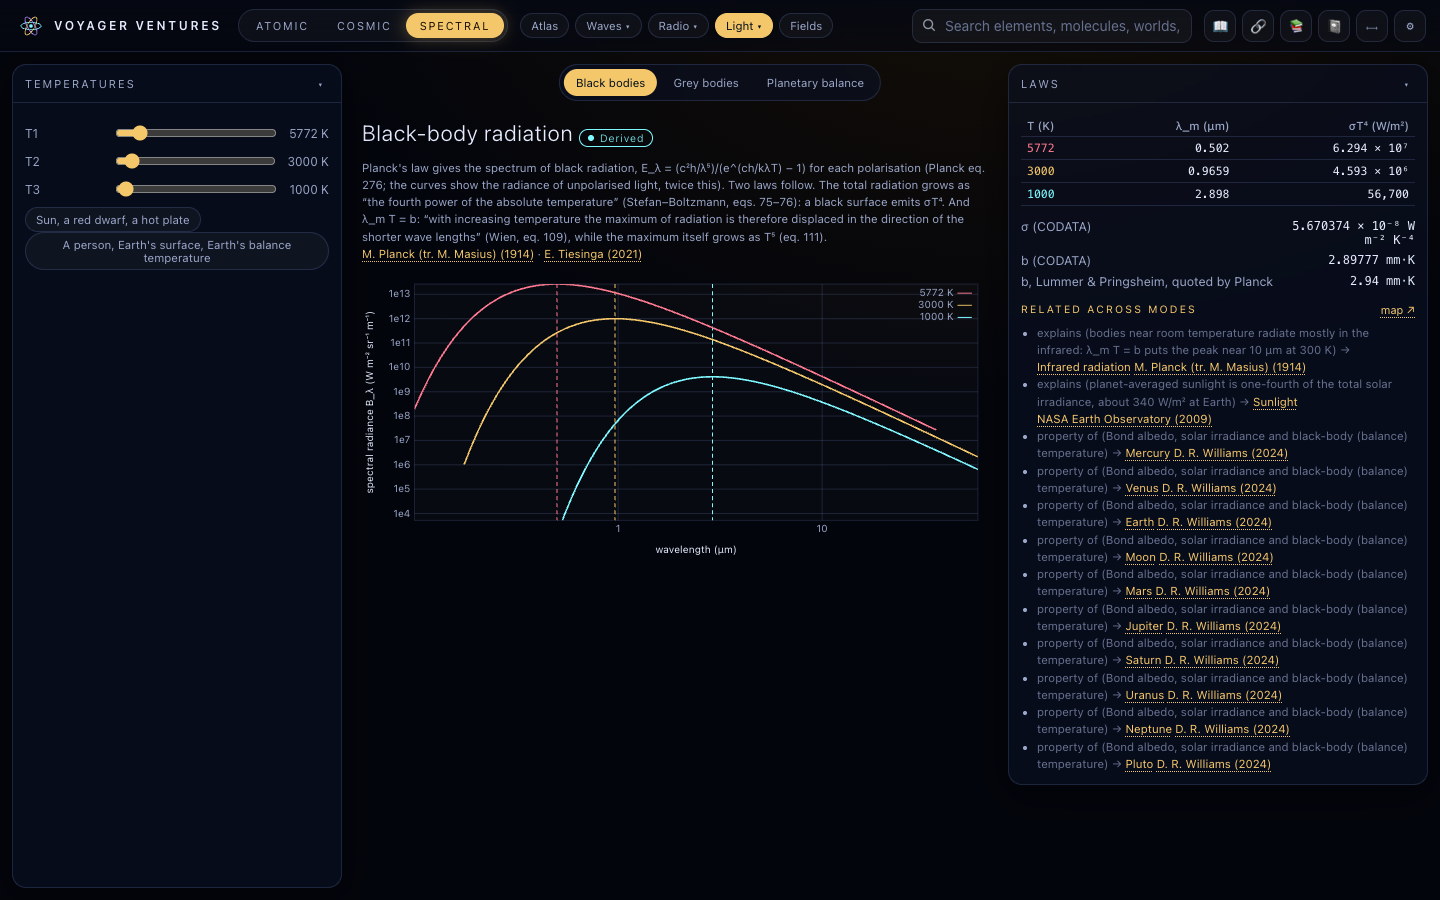 VOYAGER VENTURES
ATOMIC COSMIC SPECTRAL
Atlas Waves ▾ Radio ▾ Light ▾ Fields
Search elements, molecules, worlds,
TEMPERATURES ▾
T1 5772 K
T2 3000 K
T3 1000 K
Sun, a red dwarf, a hot plate
A person, Earth's surface, Earth's balance
temperature
Black bodies Grey bodies Planetary balance
Black-body radiation Derived
Planck's law gives the spectrum of black radiation, E_λ = (c²h/λ⁵)/(e^(ch/kλT) − 1) for each polarisation (Planck eq.
276; the curves show the radiance of unpolarised light, twice this). Two laws follow. The total radiation grows as
“the fourth power of the absolute temperature” (Stefan–Boltzmann, eqs. 75–76): a black surface emits σT⁴. And
λ_m T = b: “with increasing temperature the maximum of radiation is therefore displaced in the direction of the
shorter wave lengths” (Wien, eq. 109), while the maximum itself grows as T⁵ (eq. 111).
M. Planck (tr. M. Masius) (1914) · E. Tiesinga (2021)
spectral radiance B_λ (W m⁻² sr⁻¹ m⁻¹)
1e13
1e12
1e11
1e10
1e9
1e8
1e7
1e6
1e5
1e4
5772 K
3000 K
1000 K
1 10
wavelength (μm)
LAWS ▾
T (K) λ_m (μm) σT⁴ (W/m²)
5772 0.502 6.294 × 10⁷
3000 0.9659 4.593 × 10⁶
1000 2.898 56,700
σ (CODATA) 5.670374 × 10⁻⁸ W
m⁻² K⁻⁴
b (CODATA) 2.89777 mm·K
b, Lummer & Pringsheim, quoted by Planck 2.94 mm·K
RELATED ACROSS MODES map ↗
explains (bodies near room temperature radiate mostly in the
infrared: λ_m T = b puts the peak near 10 μm at 300 K) →
Infrared radiation M. Planck (tr. M. Masius) (1914)
explains (planet-averaged sunlight is one-fourth of the total solar
irradiance, about 340 W/m² at Earth) → Sunlight
NASA Earth Observatory (2009)
property of (Bond albedo, solar irradiance and black-body (balance)
temperature) → Mercury D. R. Williams (2024)
property of (Bond albedo, solar irradiance and black-body (balance)
temperature) → Venus D. R. Williams (2024)
property of (Bond albedo, solar irradiance and black-body (balance)
temperature) → Earth D. R. Williams (2024)
property of (Bond albedo, solar irradiance and black-body (balance)
temperature) → Moon D. R. Williams (2024)
property of (Bond albedo, solar irradiance and black-body (balance)
temperature) → Mars D. R. Williams (2024)
property of (Bond albedo, solar irradiance and black-body (balance)
temperature) → Jupiter D. R. Williams (2024)
property of (Bond albedo, solar irradiance and black-body (balance)
temperature) → Saturn D. R. Williams (2024)
property of (Bond albedo, solar irradiance and black-body (balance)
temperature) → Uranus D. R. Williams (2024)
property of (Bond albedo, solar irradiance and black-body (balance)
temperature) → Neptune D. R. Williams (2024)
property of (Bond albedo, solar irradiance and black-body (balance)
temperature) → Pluto D. R. Williams (2024)